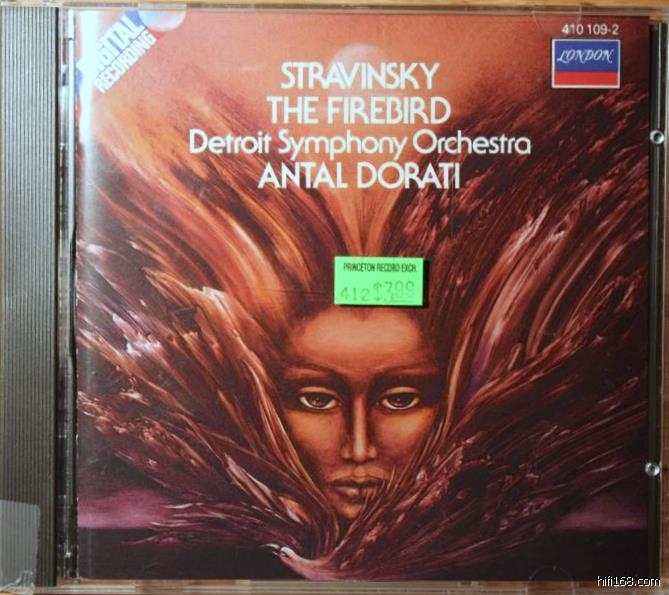 DIGITAL
RECORDING
410 109-2
LONDON
STRAVINSKY
THE FIREBIRD
Detroit Symphony Orchestra
ANTAL DORATI
PRINCETON RECORD EXCH.
412 $3.99
hifi168.com